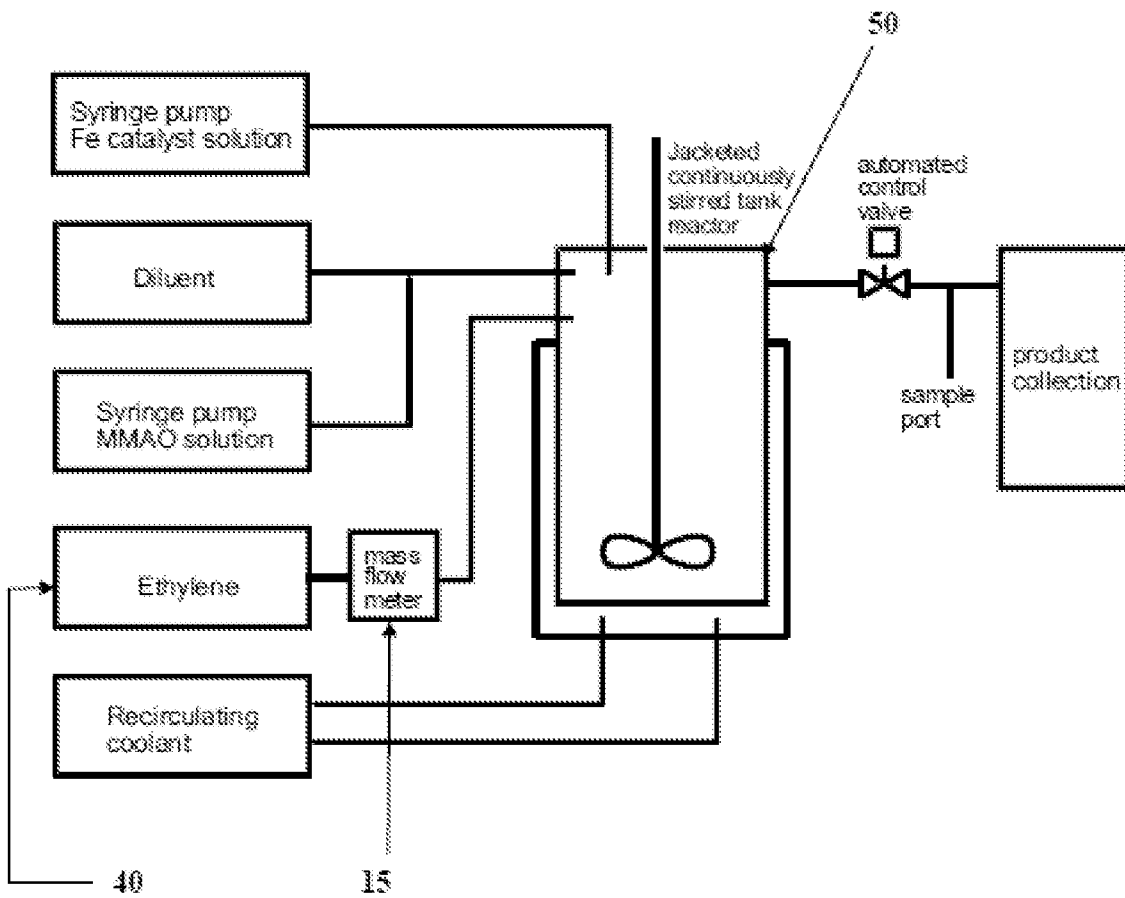 50
Syringe pump
Fe catalyst solution
Jacketed
continuously
stirred tank
reactor
automated
control
valve
Diluent
product
collection
sample
port
Syringe pump
MMAO solution
Ethylene
mass
flow
meter
Recirculating
coolant
40
15